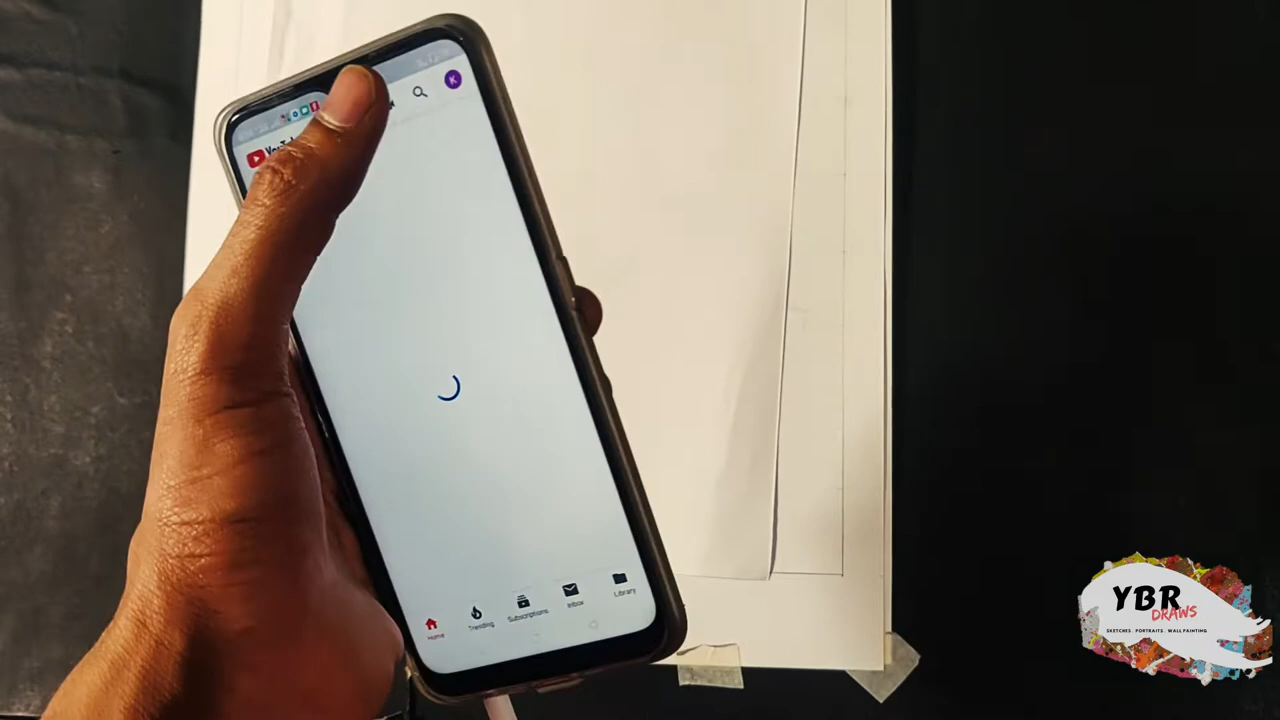 K
Home
Trending
Subscriptions
Inbox
Library
YBR
DRAWS
SKETCHES . PORTRAITS . WALL PAINTING